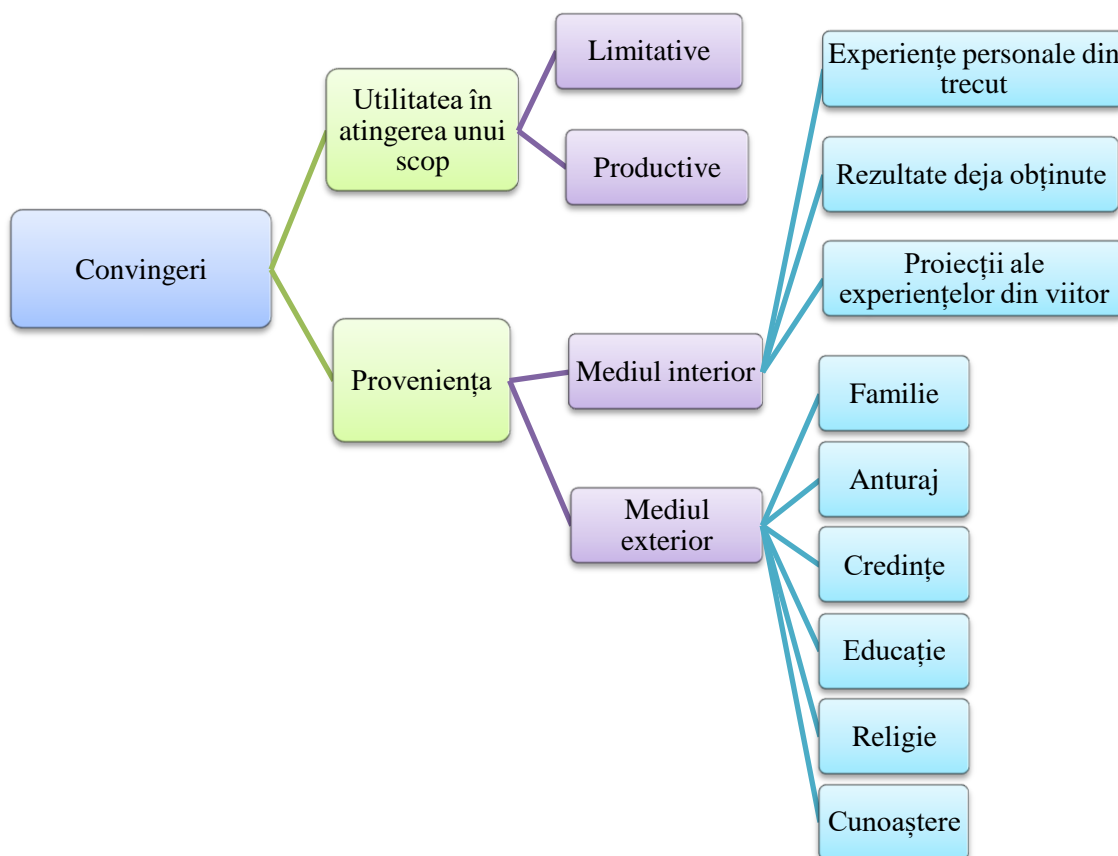 Convingeri
Utilitatea în
atingerea unui
scop
Limitative
Productive
Proveniența
Mediul interior
Experiențe personale din
trecut
Rezultate deja obținute
Proiecții ale
experiențelor din viitor
Mediul
exterior
Familie
Anturaj
Credințe
Educație
Religie
Cunoaștere